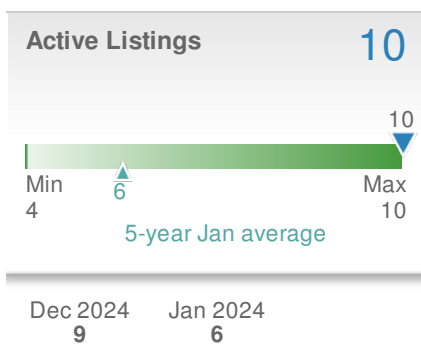 Active Listings 10
10
Min 6 Max
4 10
5-year Jan average
Dec 2024 Jan 2024
9 6